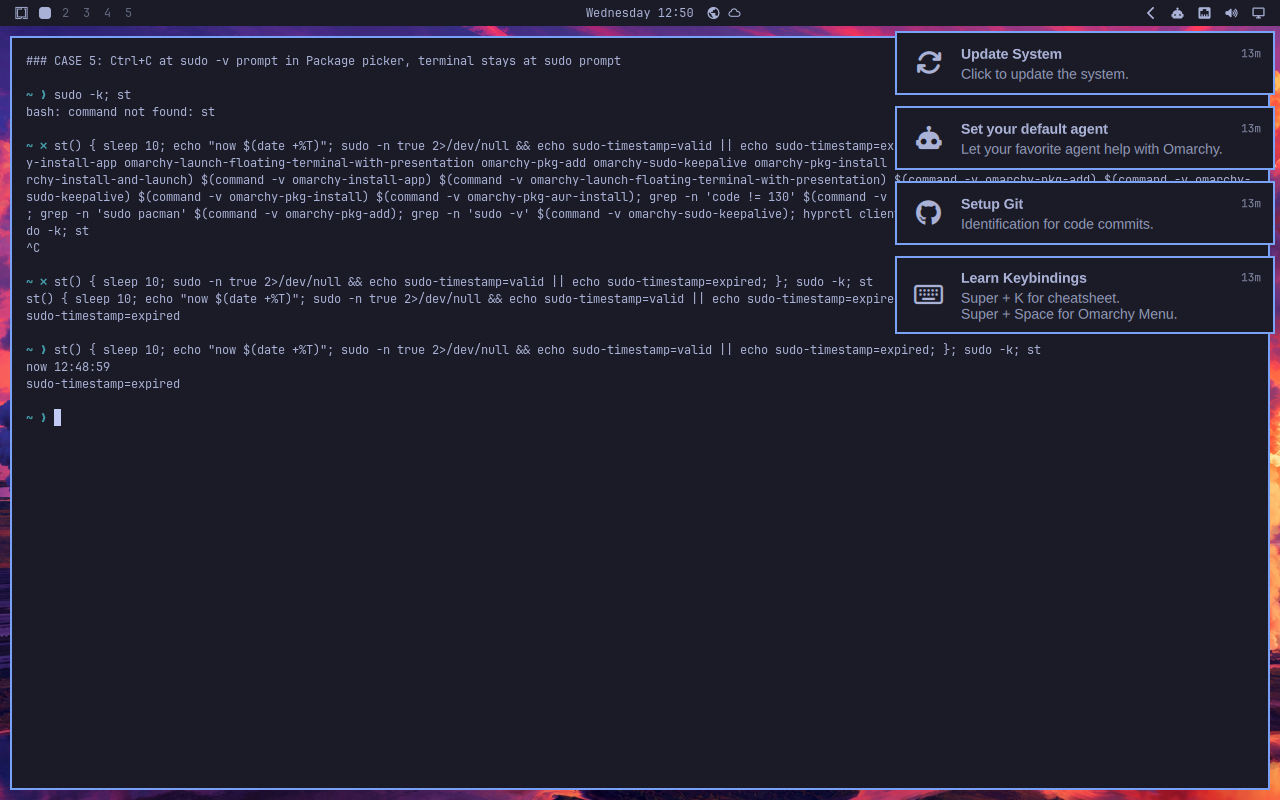 2 3 4 5
Wednesday 12:50
### CASE 5: Ctrl+C at sudo -v prompt in Package picker, terminal stays at sudo prompt
~ ❯ sudo -k; st
bash: command not found: st
~ × st() { sleep 10; echo "now $(date +%T)"; sudo -n true 2>/dev/null && echo sudo-timestamp=valid || echo sudo-timestamp=ex
y-install-app omarchy-launch-floating-terminal-with-presentation omarchy-pkg-add omarchy-sudo-keepalive omarchy-pkg-install
rchy-install-and-launch) $(command -v omarchy-install-app) $(command -v omarchy-launch-floating-terminal-with-presentation) $(command -v omarchy-pkg-add) $(command -v omarchy-
sudo-keepalive) $(command -v omarchy-pkg-install) $(command -v omarchy-pkg-aur-install); grep -n 'code != 130' $(command -v
; grep -n 'sudo pacman' $(command -v omarchy-pkg-add); grep -n 'sudo -v' $(command -v omarchy-sudo-keepalive); hyprctl clien
do -k; st
^C
~ × st() { sleep 10; sudo -n true 2>/dev/null && echo sudo-timestamp=valid || echo sudo-timestamp=expired; }; sudo -k; st
st() { sleep 10; echo "now $(date +%T)"; sudo -n true 2>/dev/null && echo sudo-timestamp=valid || echo sudo-timestamp=expire
sudo-timestamp=expired
~ ❯ st() { sleep 10; echo "now $(date +%T)"; sudo -n true 2>/dev/null && echo sudo-timestamp=valid || echo sudo-timestamp=expired; }; sudo -k; st
now 12:48:59
sudo-timestamp=expired
~ ❯
Update System 13m
Click to update the system.
Set your default agent 13m
Let your favorite agent help with Omarchy.
Setup Git 13m
Identification for code commits.
Learn Keybindings 13m
Super + K for cheatsheet.
Super + Space for Omarchy Menu.